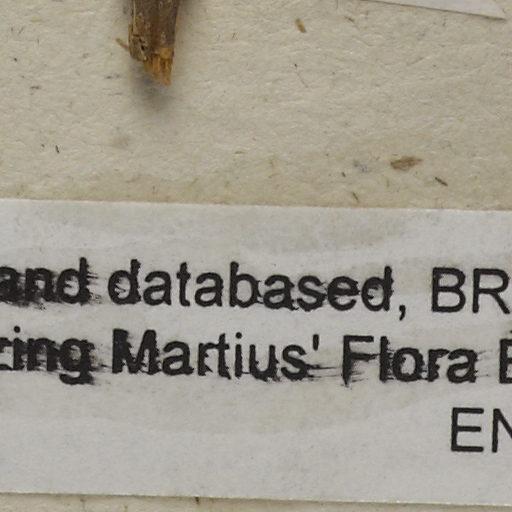 and databased, BR
ring Martius' Flora B
EN